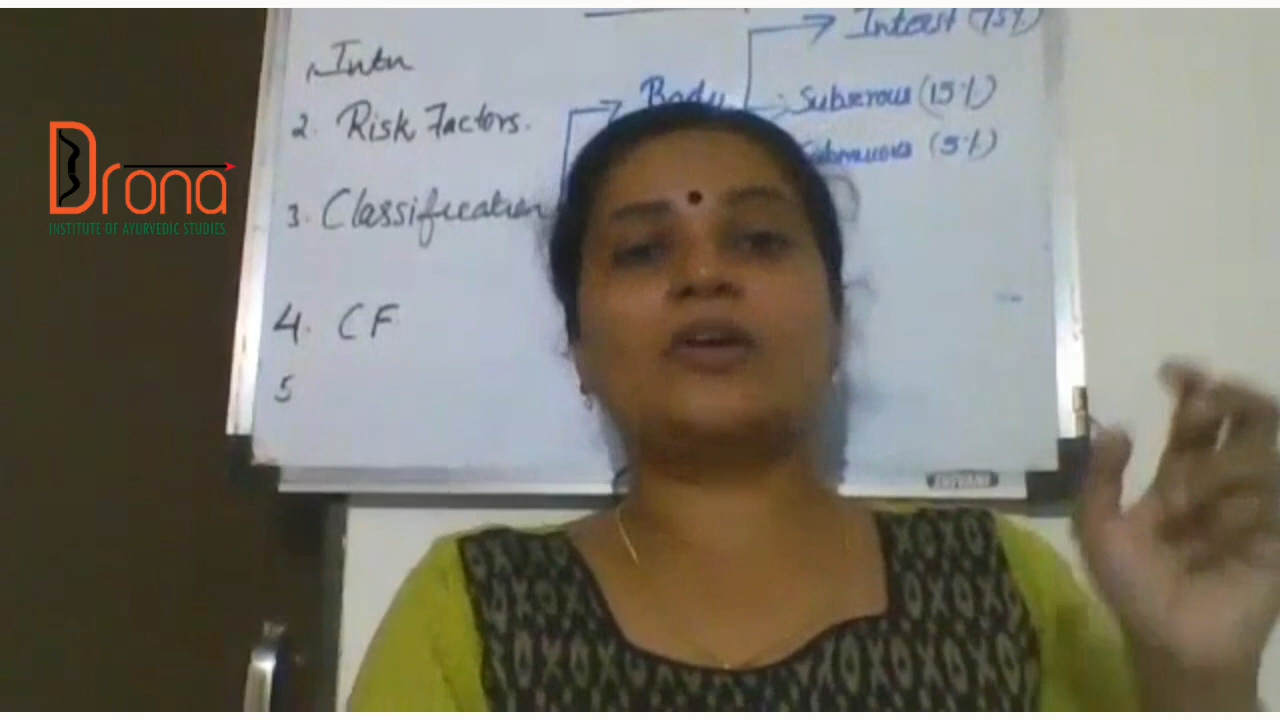 Drona
INSTITUTE OF AYURVEDIC STUDIES
Intn
2. Risk Factors.
3. Classification
4. CF
5
Body
Interst (75%)
Subserous (15%)
Submucous (5%)